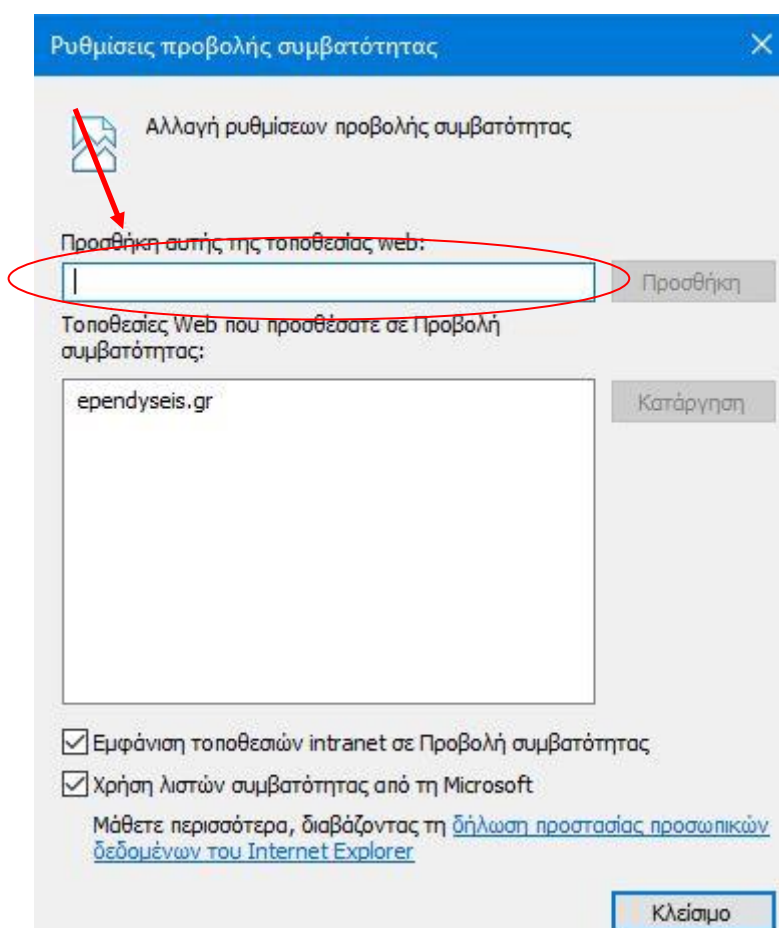 Ρυθμίσεις προβολής συμβατότητας
Αλλαγή ρυθμίσεων προβολής συμβατότητας
Προσθήκη αυτής της τοποθεσίας web:
Προσθήκη
Τοποθεσίες Web που προσθέσατε σε Προβολή
συμβατότητας:
ependyseis.gr
Κατάργηση
Εμφάνιση τοποθεσιών intranet σε Προβολή συμβατότητας
Χρήση λιστών συμβατότητας από τη Microsoft
Μάθετε περισσότερα, διαβάζοντας τη δήλωση προστασίας προσωπικών
δεδομένων του Internet Explorer
Κλείσιμο